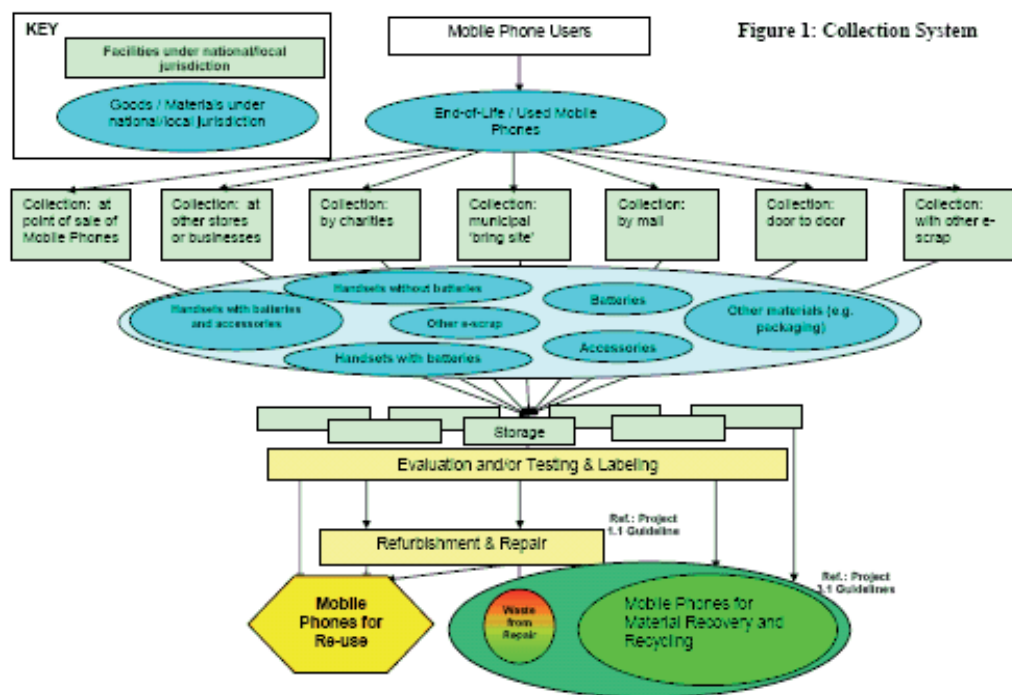 KEY
Facilities under national/local
jurisdiction
Goods / Materials under
national/local jurisdiction
Mobile Phone Users
Figure 1: Collection System
End-of-Life / Used Mobile
Phones
Collection: at
point of sale of
Mobile Phones
Collection: at
other stores
or businesses
Collection:
by charities
Collection:
municipal
'bring site'
Collection:
by mail
Collection:
door to door
Collection:
with other e-
scrap
Handsets without batteries
Batteries
Handsets with batteries
and accessories
Other e-scrap
Other materials (e.g.
packaging)
Handsets with batteries
Accessories
Storage
Evaluation and/or Testing & Labeling
Ref.: Project
1.1 Guideline
Refurbishment & Repair
Ref.: Project
3.1 Guidelines
Mobile
Phones for
Re-use
Waste
from
Repair
Mobile Phones for
Material Recovery and
Recycling